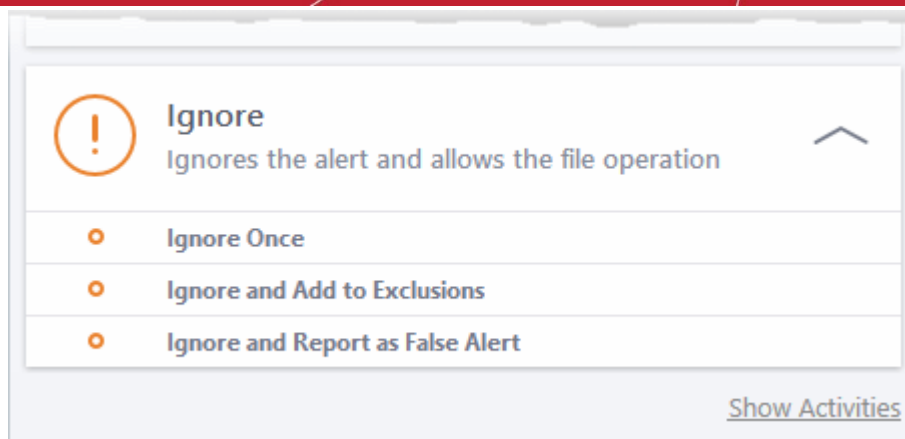 Ignore
Ignores the alert and allows the file operation
Ignore Once
Ignore and Add to Exclusions
Ignore and Report as False Alert
Show Activities